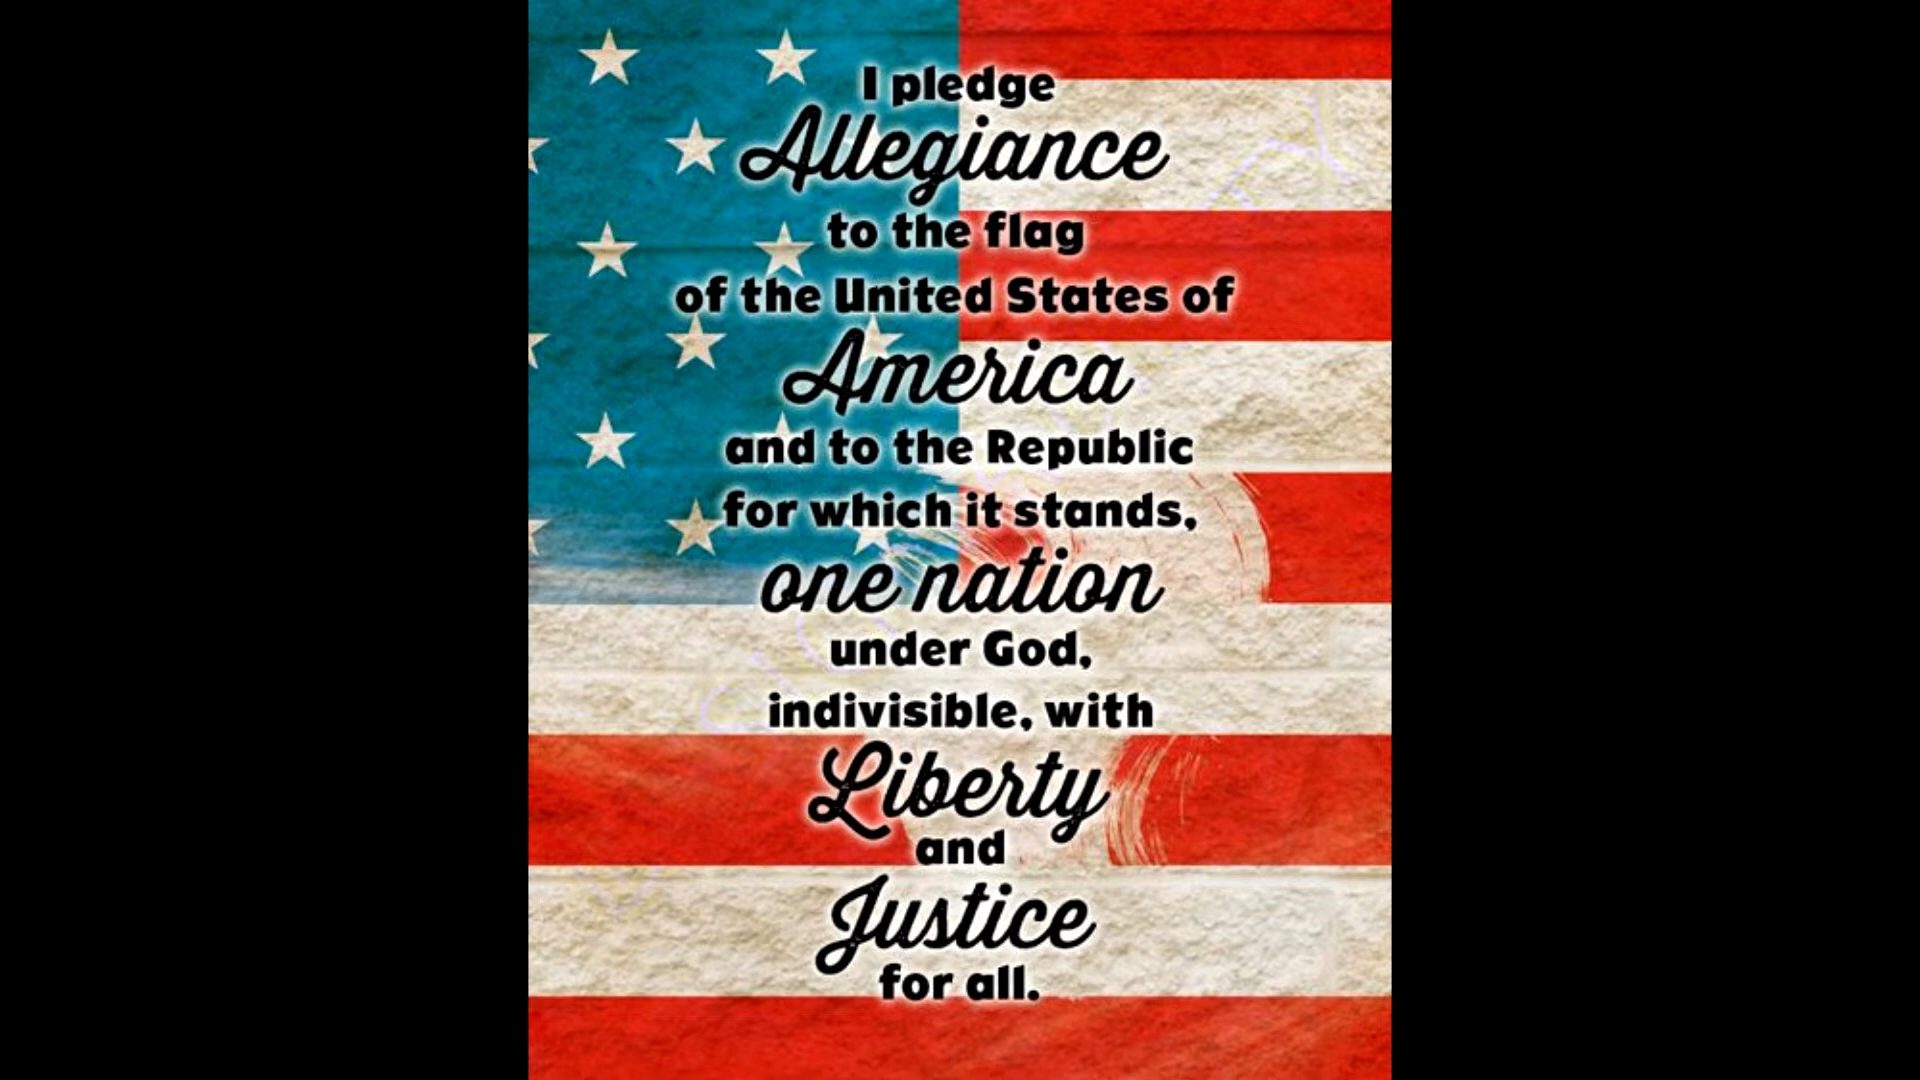 I pledge
Allegiance
to the flag
of the United States of
America
and to the Republic
for which it stands,
one nation
under God,
indivisible, with
Liberty
and
Justice
for all.